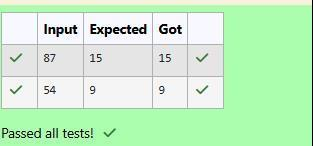 Input Expected Got
87 15 15
54 9 9
Passed all tests!